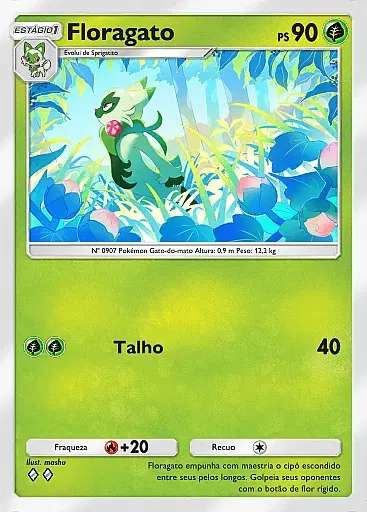 ESTÁGIO 1
Floragato
PS 90
Evolui de Sprigatito
Nº 0907 Pokémon Gato-do-mato Altura: 0,9 m Peso: 12,2 kg
Talho 40
Fraqueza +20
Recuo
Ilust. mosho
Floragato empunha com maestria o cipó escondido
entre seus pelos longos. Golpeia seus oponentes
com o botão de flor rígido.